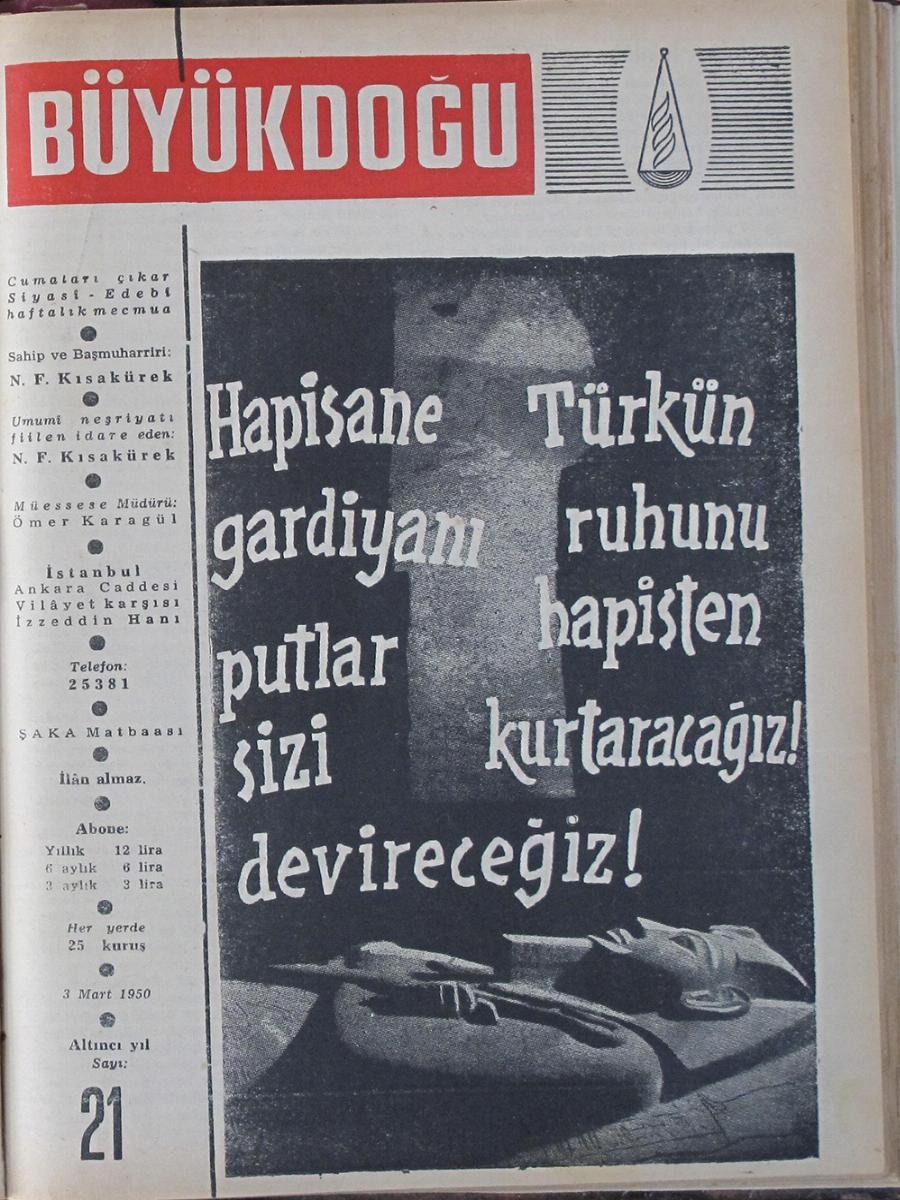 BÜYÜKDOĞU
Cumaları çıkar
Siyasî - Edebî
haftalık mecmua
Sahip ve Başmuharriri:
N. F. Kısakürek
Umumî neşriyatı
fiilen idare eden:
N. F. Kısakürek
Müessese Müdürü:
Ömer Karagül
İstanbul
Ankara Caddesi
Vilâyet karşısı
İzzeddin Hanı
Telefon:
25381
ŞAKA Matbaası
İlân almaz.
Abone:
Yıllık 12 lira
6 aylık 6 lira
3 aylık 3 lira
Her yerde
25 kuruş
3 Mart 1950
Altıncı yıl
Sayı:
21
Hapisane
gardiyanı
putlar
sizi
devireceğiz!
Türkün
ruhunu
hapisten
kurtaracağız!